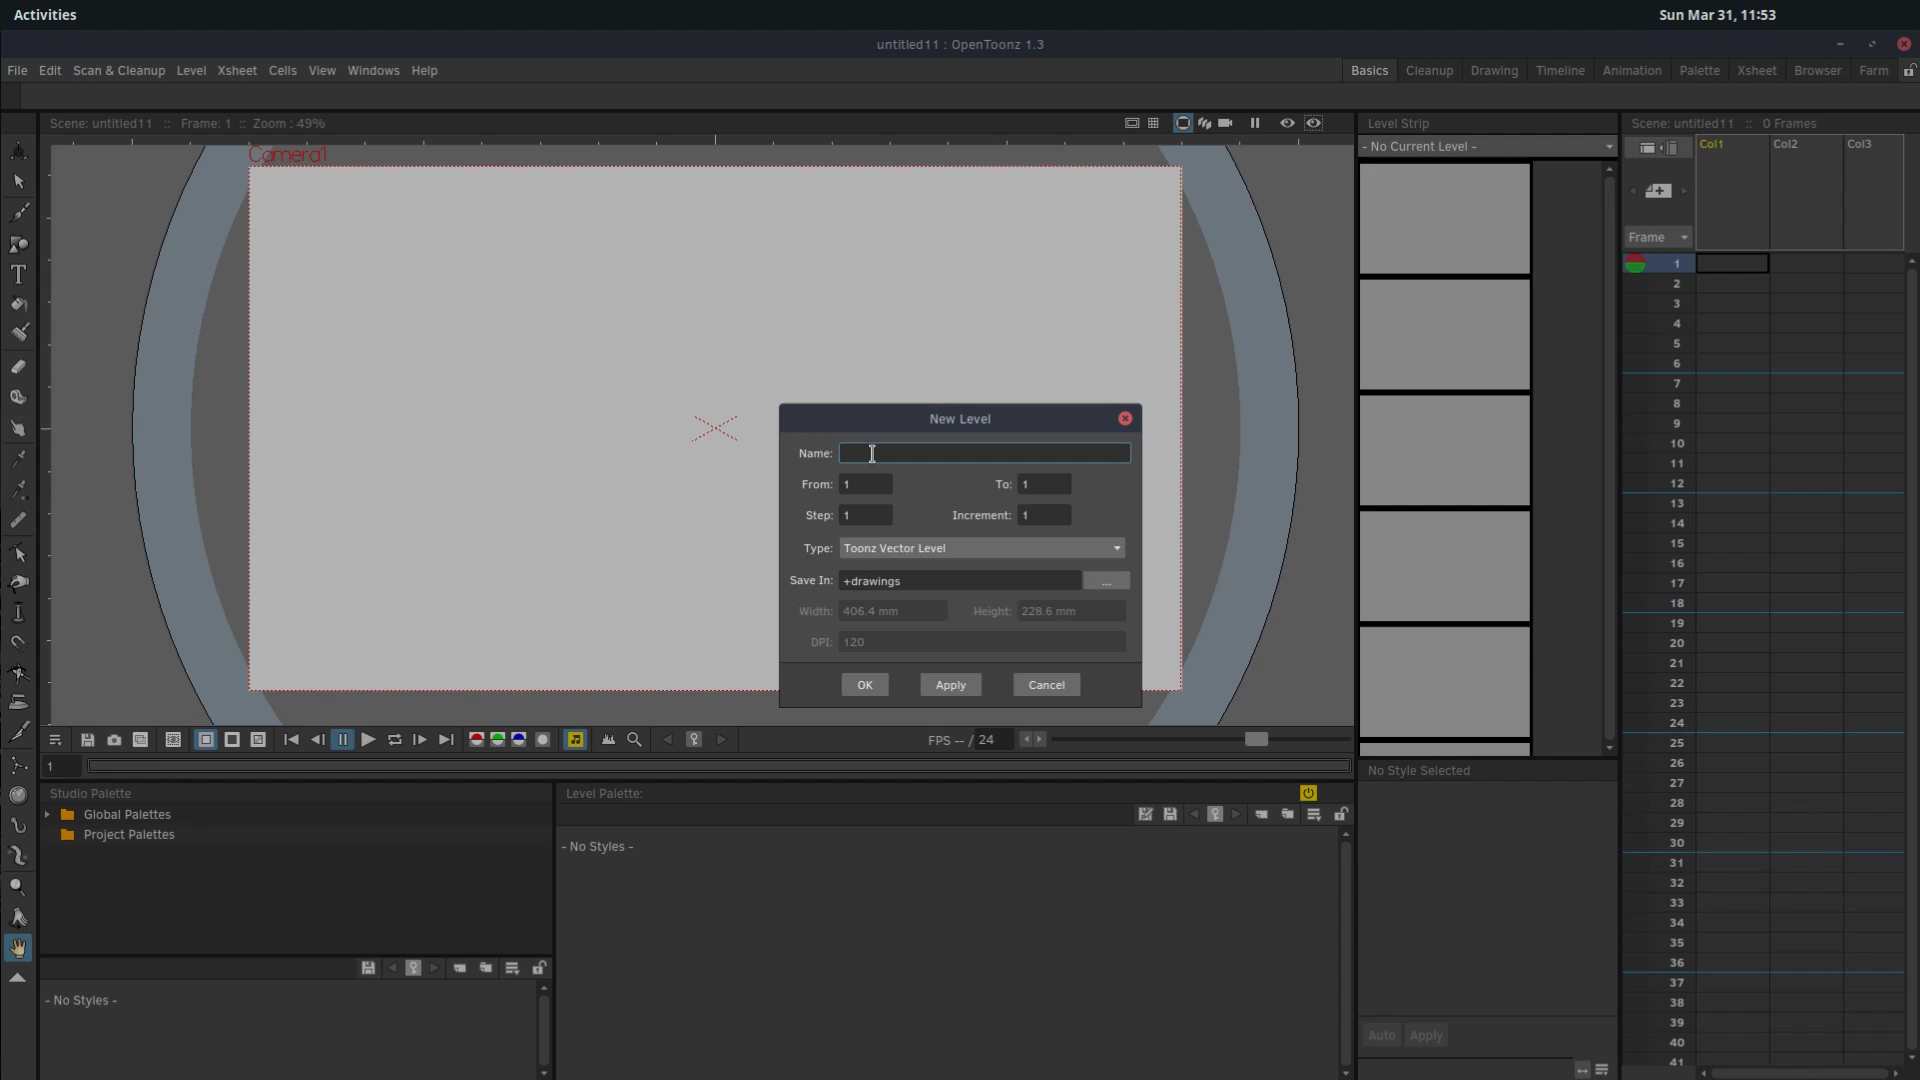 Activities
Sun Mar 31, 11:53
untitled11 : OpenToonz 1.3
File Edit Scan & Cleanup Level Xsheet Cells View Windows Help
Basics Cleanup Drawing Timeline Animation Palette Xsheet Browser Farm
Scene: untitled11 :: Frame: 1 :: Zoom : 49%
Level Strip
Scene: untitled11 :: 0 Frames
Camera1
- No Current Level -
Col1 Col2 Col3
Frame
1
2
3
4
5
6
7
8
9
10
11
12
13
14
15
16
17
18
19
20
21
22
23
24
25
26
27
28
29
30
31
32
33
34
35
36
37
38
39
40
41
New Level
Name:
From: 1 To: 1
Step: 1 Increment: 1
Type: Toonz Vector Level
Save In: +drawings ...
Width: 406.4 mm Height: 228.6 mm
DPI: 120
OK Apply Cancel
FPS -- / 24
1
Studio Palette
Global Palettes
Project Palettes
- No Styles -
Level Palette:
- No Styles -
No Style Selected
Auto Apply